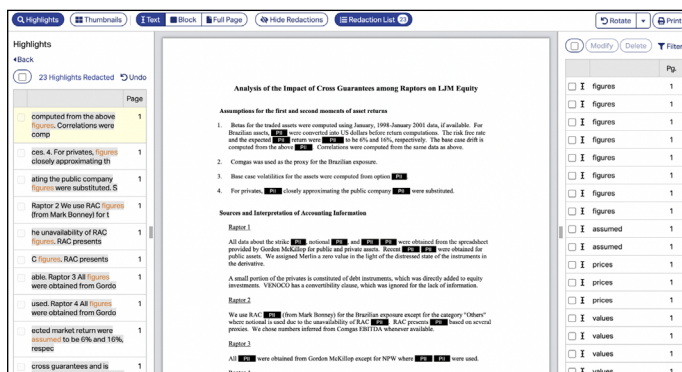 Highlights
Thumbnails
Text
Block
Full Page
Hide Redactions
Redaction List 23
Rotate
Print
Highlights
Back
23 Highlights Redacted
Undo
Page
computed from the above 1
figures. Correlations were
comp
ces. 4. For privates, figures 1
closely approximating th
ating the public company 1
figures were substituted. S
Raptor 2 We use RAC figures 1
(from Mark Bonney) for t
he unavailability of RAC 1
figures. RAC presents
C figures. RAC presents 1
able. Raptor 3 All figures 1
were obtained from Gordo
used. Raptor 4 All figures 1
were obtained from Gordo
ected market return were 1
assumed to be 6% and 16%,
respec
cross guarantees and is 1
Analysis of the Impact of Cross Guarantees among Raptors on LJM Equity
Assumptions for the first and second moments of asset returns
1. Betas for the traded assets were computed using January, 1998-January 2001 data, if available. For
Brazilian assets, PII were converted into US dollars before return computations. The risk free rate
and the expected PII return were PII to be 6% and 16%, respectively. The base case drift is
computed from the above PII. Correlations were computed from the same data as above.
2. Comgas was used as the proxy for the Brazilian exposure.
3. Base case volatilities for the assets were computed from option PII.
4. For privates, PII closely approximating the public company PII were substituted.
Sources and Interpretation of Accounting Information
Raptor 1
All data about the strike PII, notional PII, and PII PII were obtained from the spreadsheet
provided by Gordon McKillop for public and private assets. Recent PII PII were obtained for
public assets. We assigned Merlin a zero value in the light of the distressed state of the instruments in
the derivative.
A small portion of the privates is constituted of debt instruments, which was directly added to equity
investments. VENOCO has a convertibility clause, which was ignored for the lack of information.
Raptor 2
We use RAC PII (from Mark Bonney) for the Brazilian exposure except for the category "Others"
where notional is used due to the unavailability of RAC PII. RAC presents PII based on several
proxies. We chose numbers inferred from Comgas EBITDA whenever available.
Raptor 3
All PII were obtained from Gordon McKillop except for NPW where PII PII were used.
Modify
Delete
Filter
Pg.
figures 1
figures 1
figures 1
figures 1
figures 1
figures 1
figures 1
figures 1
assumed 1
assumed 1
prices 1
prices 1
prices 1
values 1
values 1
values 1
values 1